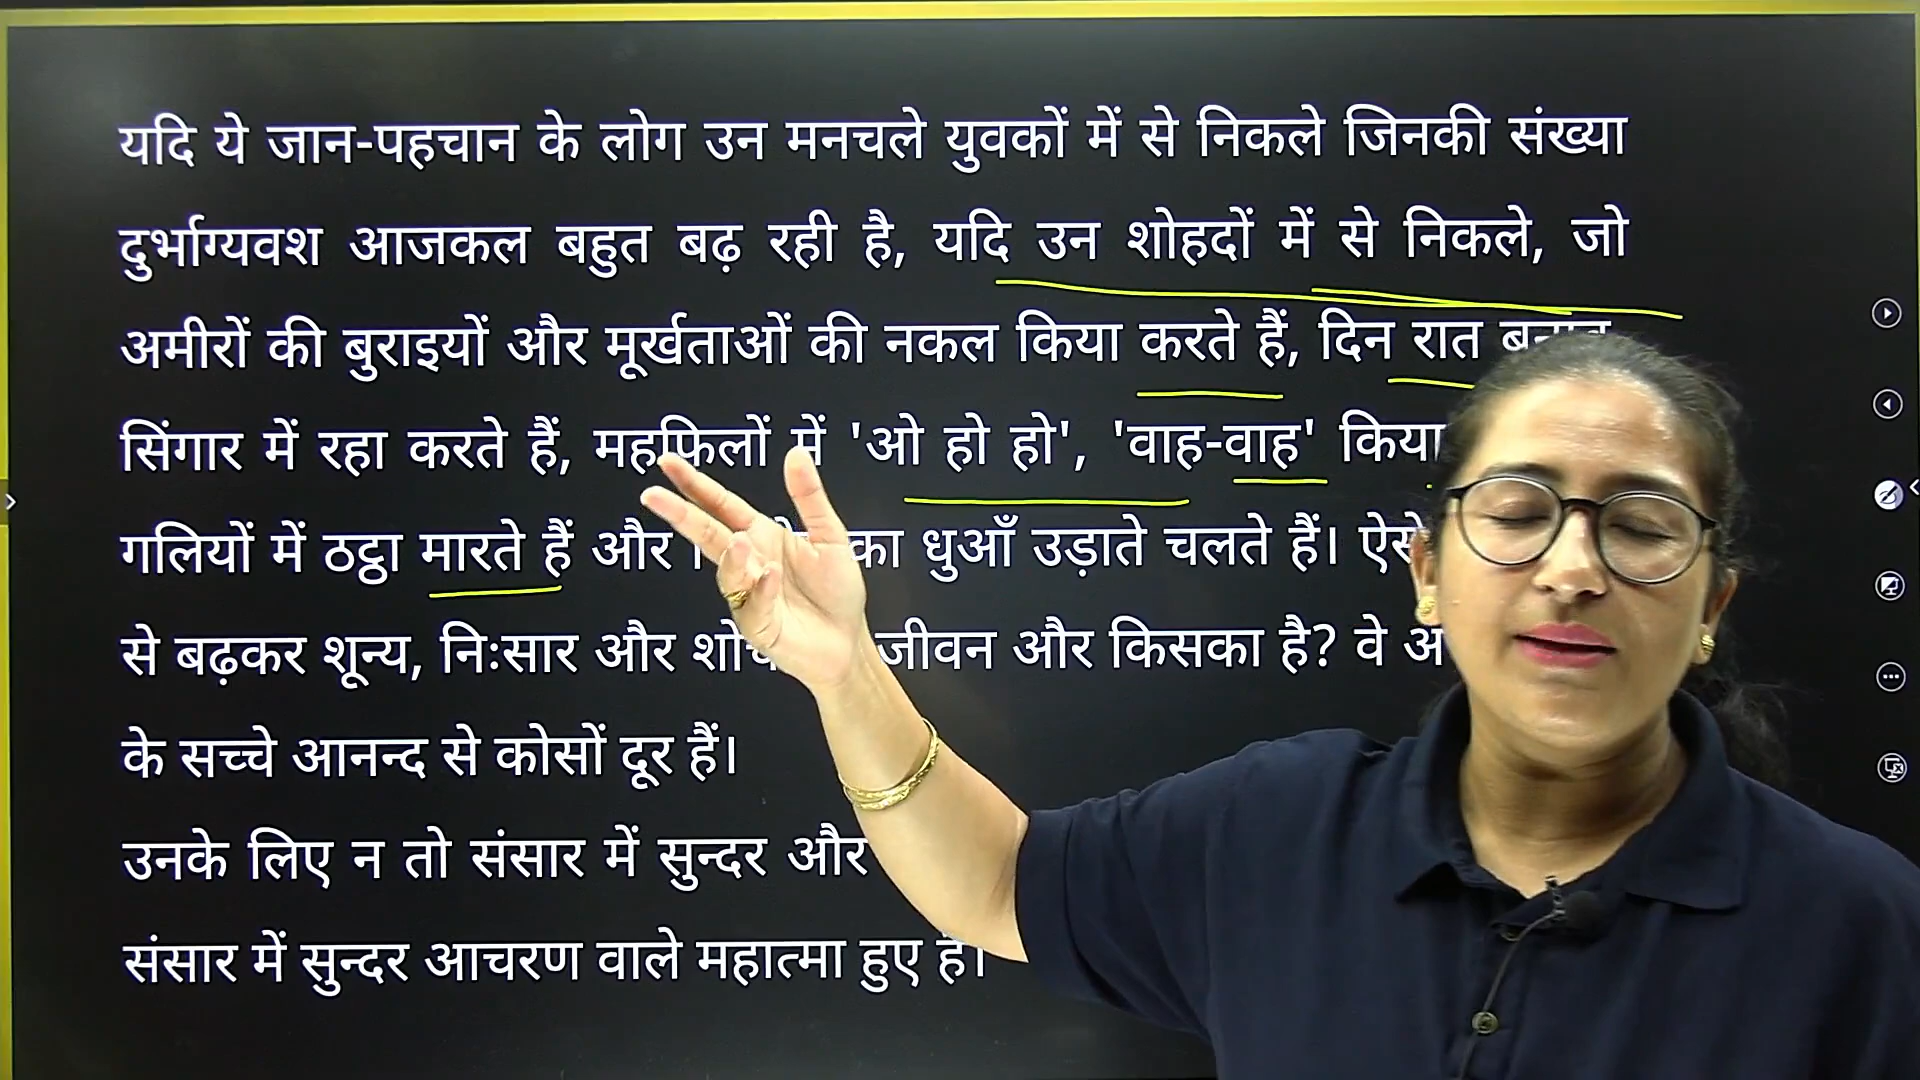 यदि ये जान-पहचान के लोग उन मनचले युवकों में से निकले जिनकी संख्या
दुर्भाग्यवश आजकल बहुत बढ़ रही है, यदि उन शोहदों में से निकले, जो
अमीरों की बुराइयों और मूर्खताओं की नकल किया करते हैं, दिन रात
सिंगार में रहा करते हैं, महफिलों में 'ओ हो हो', 'वाह-वाह' किया
गलियों में ठट्ठा मारते हैं और का धुआँ उड़ाते चलते हैं। ऐसे
से बढ़कर शून्य, निःसार और जीवन और किसका है? वे
के सच्चे आनन्द से कोसों दूर हैं।
उनके लिए न तो संसार में सुन्दर और
संसार में सुन्दर आचरण वाले महात्मा हुए हैं।